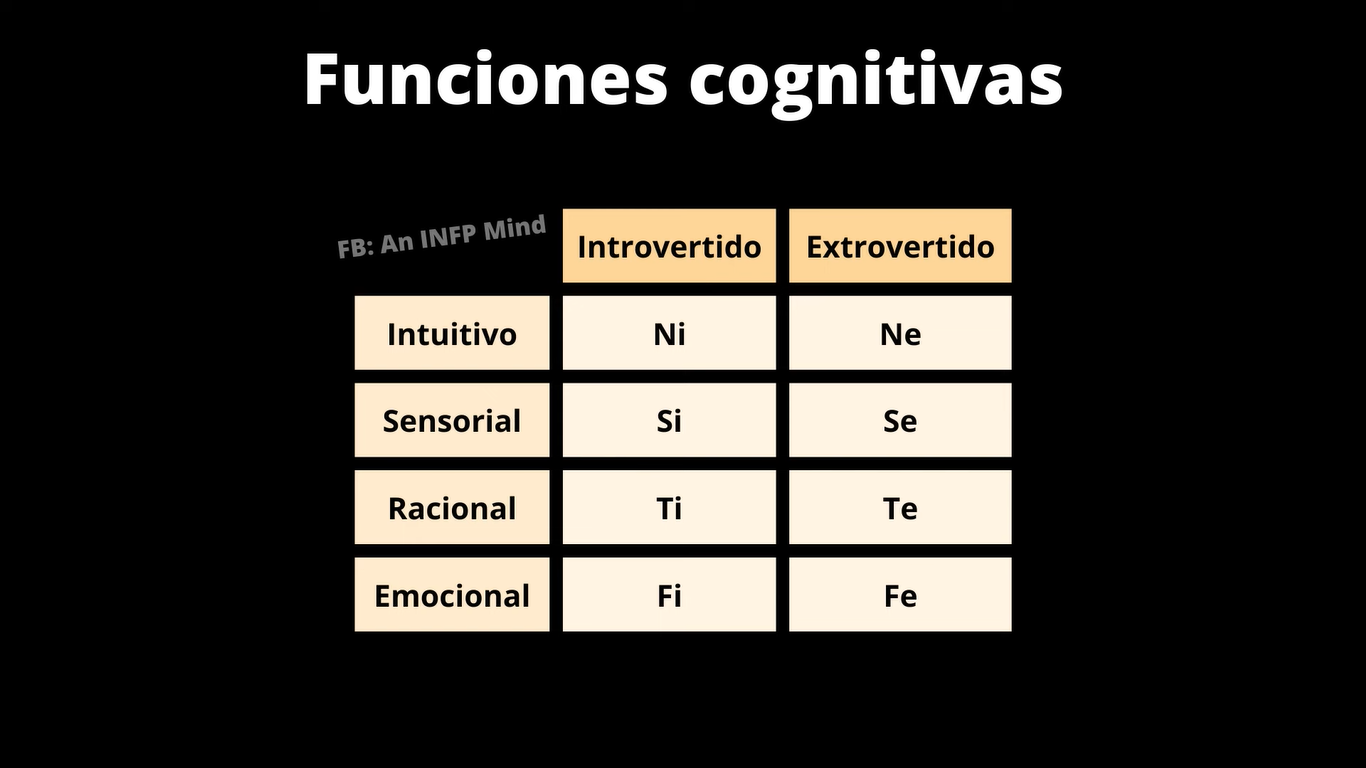 Funciones cognitivas
FB: An INFP Mind
Introvertido Extrovertido
Intuitivo Ni Ne
Sensorial Si Se
Racional Ti Te
Emocional Fi Fe